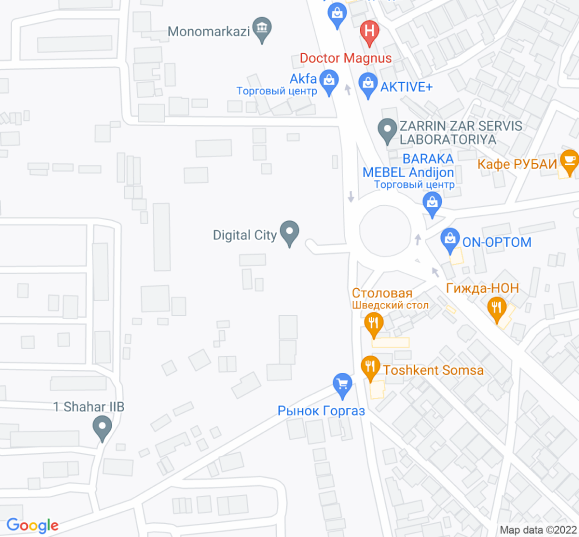 Monomarkazi
Doctor Magnus
Akfa
Торговый центр
AKTIVE+
ZARRIN ZAR SERVIS
LABORATORIYA
BARAKA
MEBEL Andijon
Торговый центр
Кафе РУБАИ
Digital City
ON-OPTOM
Столовая
Шведский стол
Гижда-НОН
Toshkent Somsa
Рынок Горгаз
1 Shahar IIB
Google
Map data ©2022